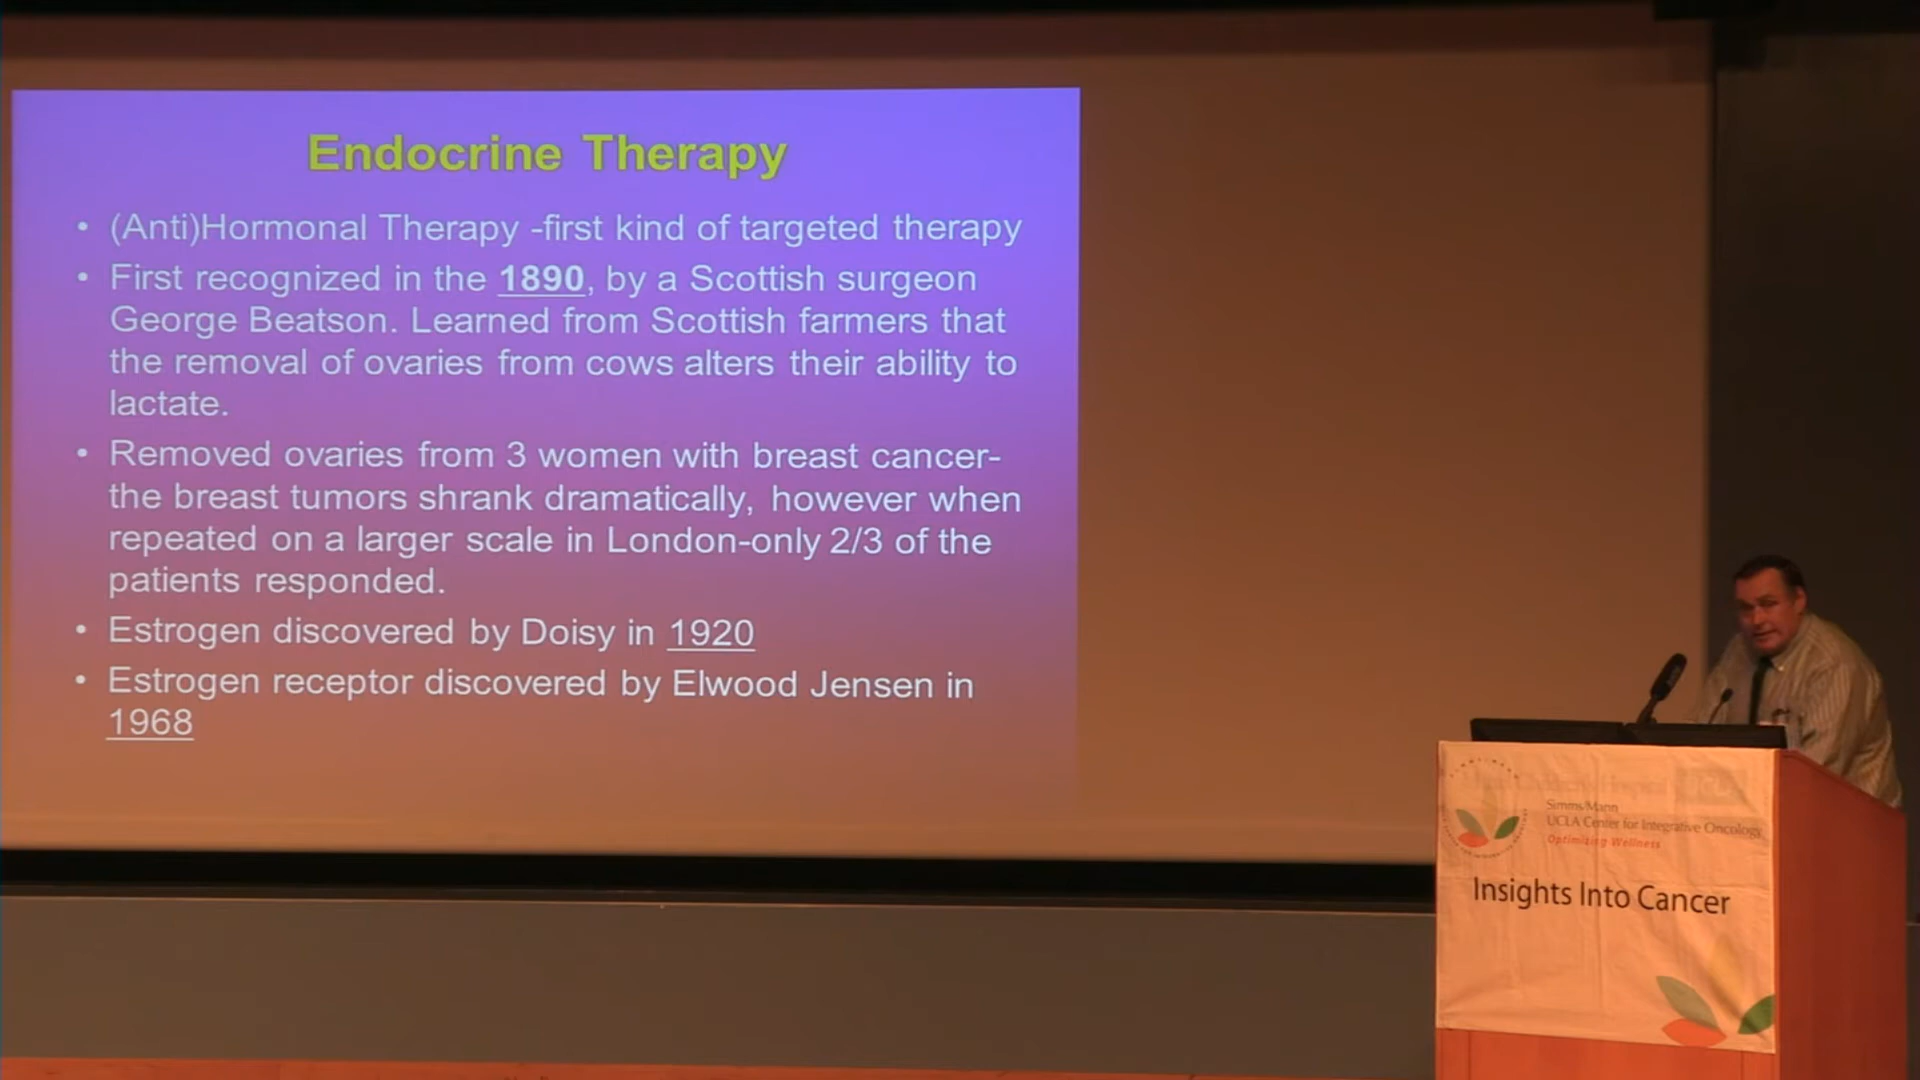 Endocrine Therapy
• (Anti)Hormonal Therapy -first kind of targeted therapy
• First recognized in the 1890, by a Scottish surgeon
George Beatson. Learned from Scottish farmers that
the removal of ovaries from cows alters their ability to
lactate.
• Removed ovaries from 3 women with breast cancer-
the breast tumors shrank dramatically, however when
repeated on a larger scale in London-only 2/3 of the
patients responded.
• Estrogen discovered by Doisy in 1920
• Estrogen receptor discovered by Elwood Jensen in
1968
Simms/Mann
UCLA Center for Integrative Oncology
Optimizing Wellness
Insights Into Cancer